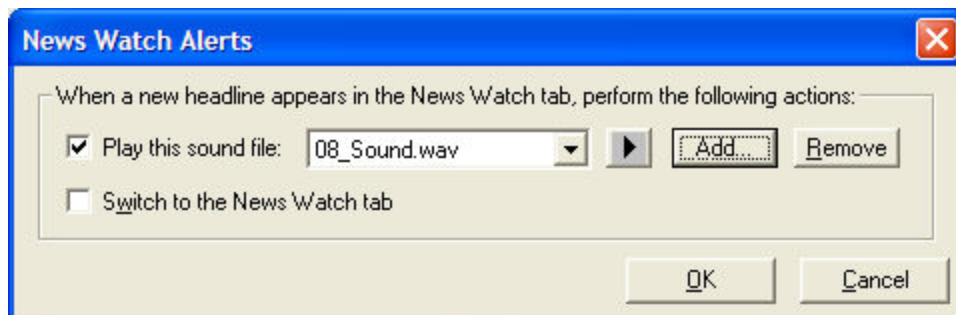 News Watch Alerts
When a new headline appears in the News Watch tab, perform the following actions:
Play this sound file: 08_Sound.wav Add... Remove
Switch to the News Watch tab
OK Cancel